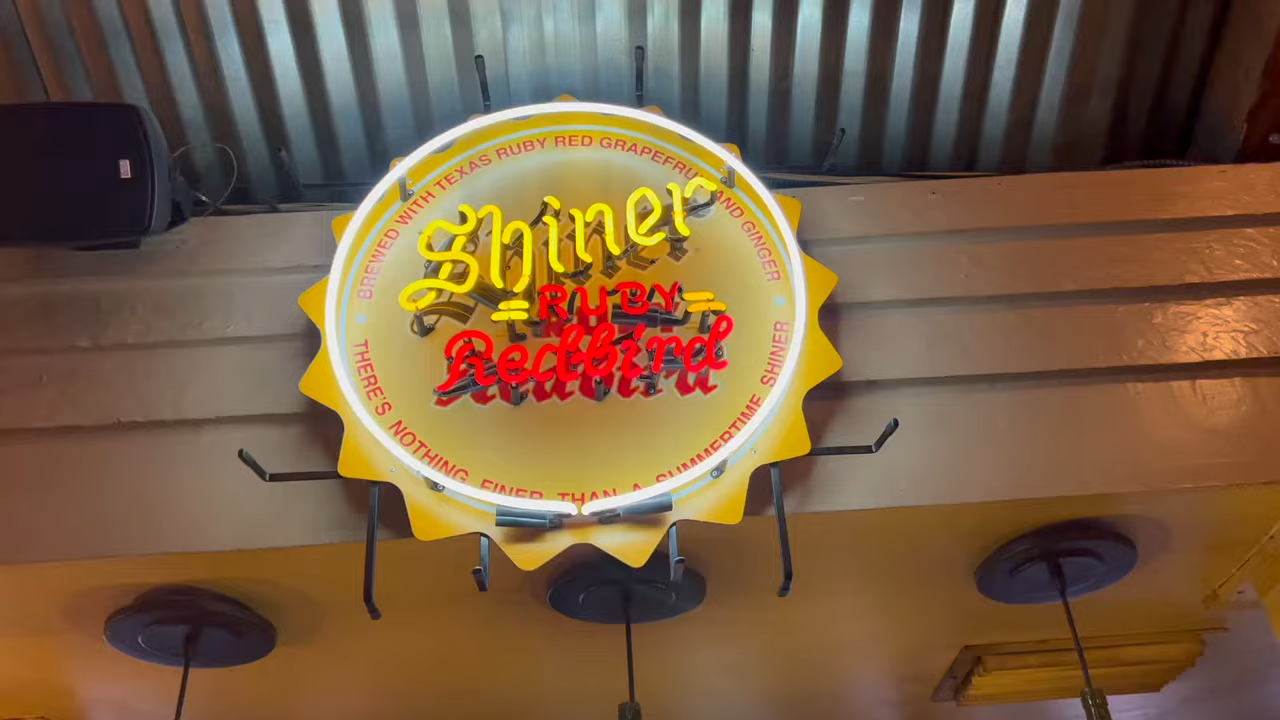 BREWED WITH TEXAS RUBY RED GRAPEFRUIT AND GINGER
Shiner
RUBY
Redbird
THERE'S NOTHING FINER THAN A SUMMERTIME SHINER